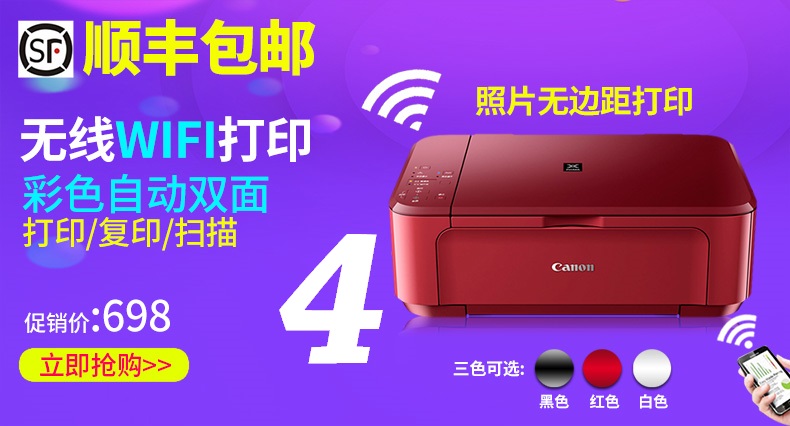 SF
顺丰包邮
照片无边距打印
无线WIFI打印
彩色自动双面
打印/复印/扫描
4
Canon
促销价:698
立即抢购>>
三色可选:
黑色
红色
白色